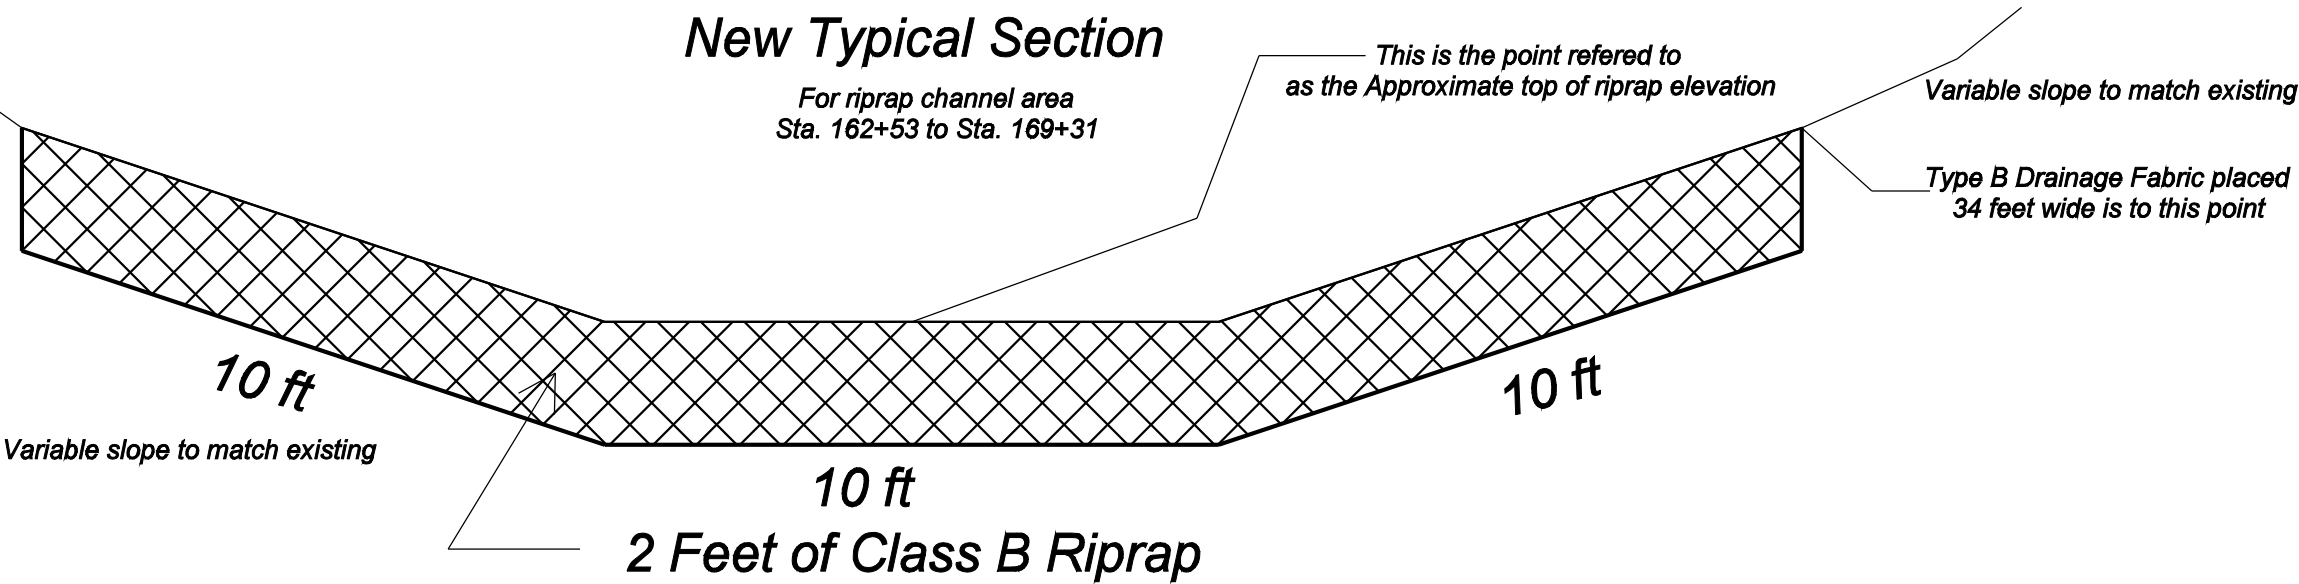 New Typical Section
For riprap channel area
Sta. 162+53 to Sta. 169+31
This is the point refered to
as the Approximate top of riprap elevation
Variable slope to match existing
Type B Drainage Fabric placed
34 feet wide is to this point
10 ft
10 ft
Variable slope to match existing
10 ft
2 Feet of Class B Riprap